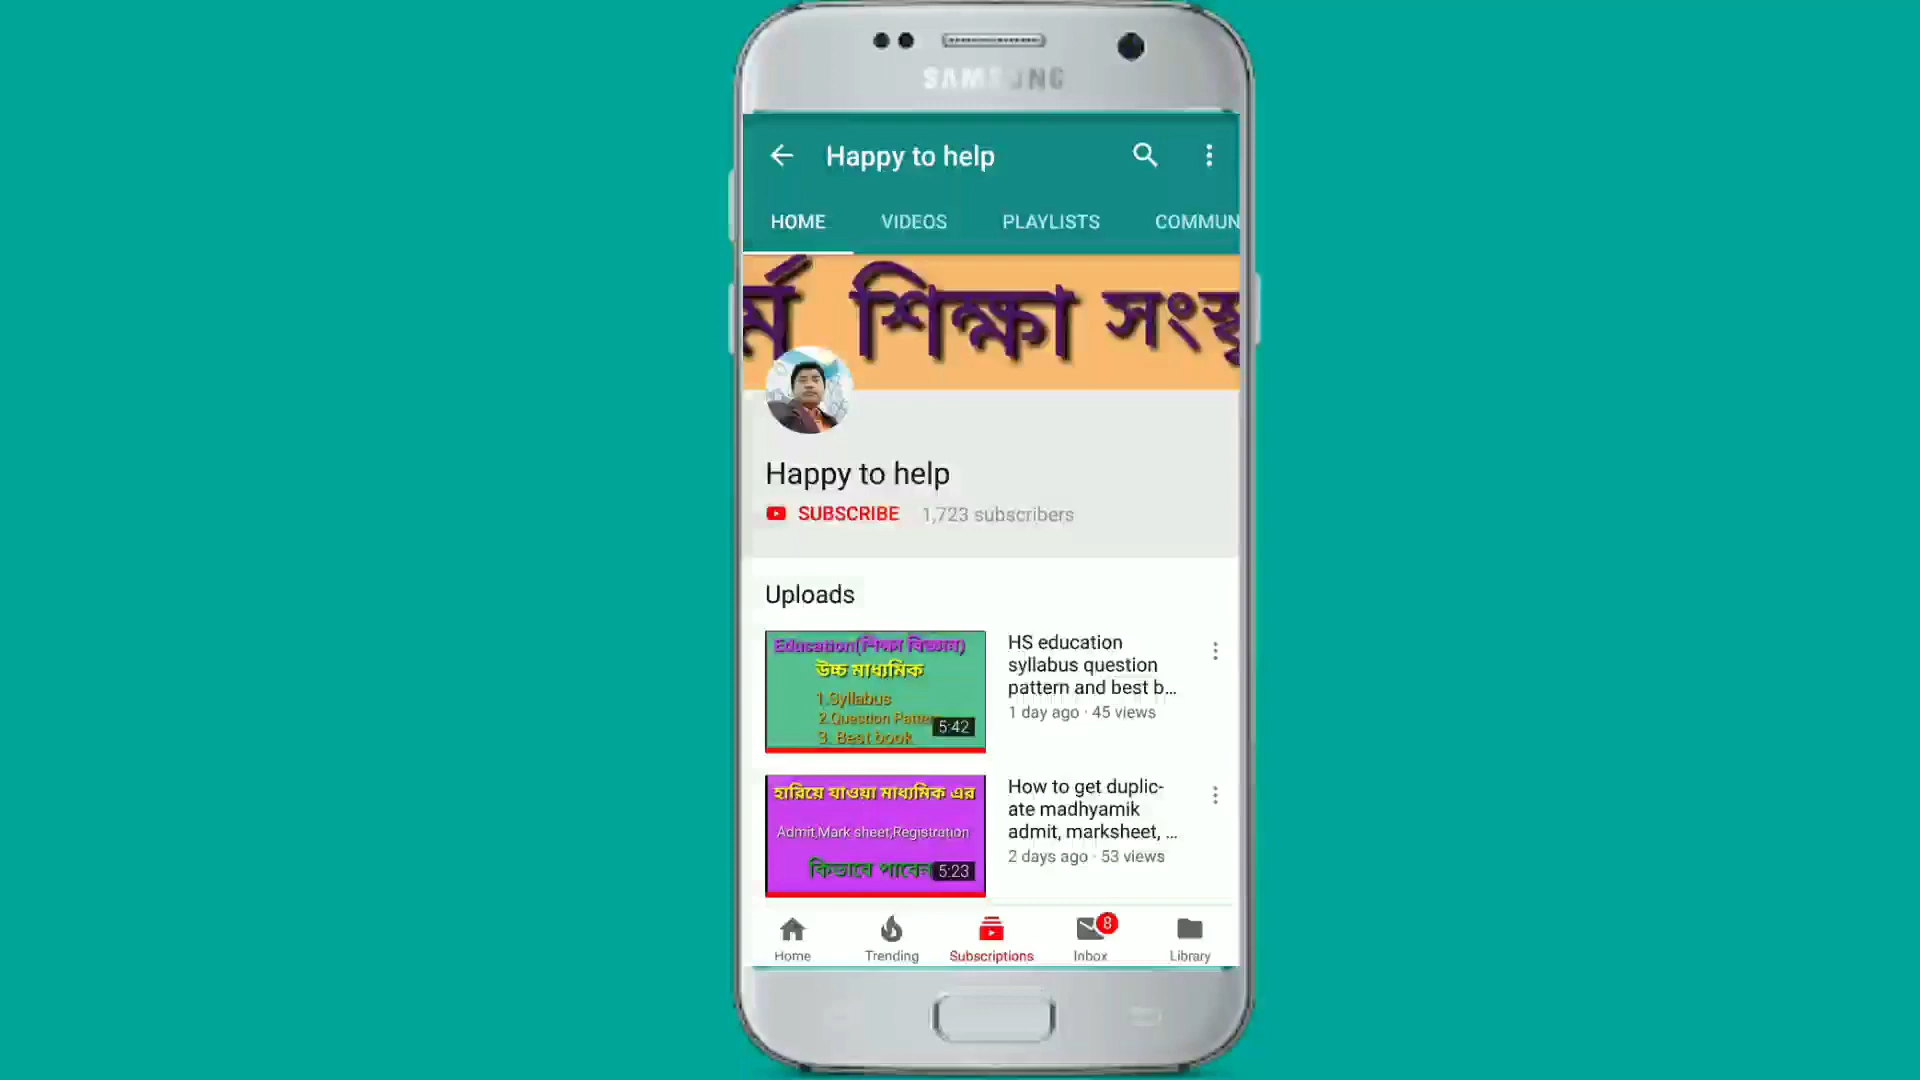 SAMSUNG
Happy to help
HOME VIDEOS PLAYLISTS COMMUN
শিক্ষা
Happy to help
SUBSCRIBE 1,723 subscribers
Uploads
Education(শিক্ষা বিজ্ঞান)
উচ্চ মাধ্যমিক
1.Syllabus
2.Question
3. Best book
5:42
HS education
syllabus question
pattern and best b...
1 day ago · 45 views
হারিয়ে যাওয়া মাধ্যমিক এর
Admit,Mark sheet,Registration
কিভাবে পাবেন
5:23
How to get duplic-
ate madhyamik
admit, marksheet, ...
2 days ago · 53 views
8
Home Trending Subscriptions Inbox Library